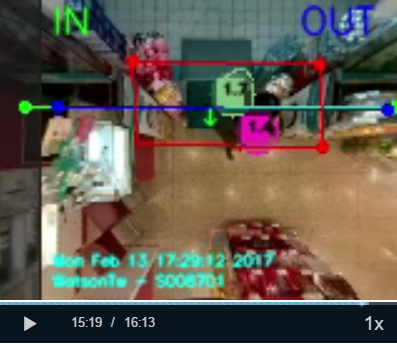 IN OUT
1.7
1.4
Mon Feb 13 17:29:12 2017
WatsonTw - S008701
15:19 / 16:13 1x